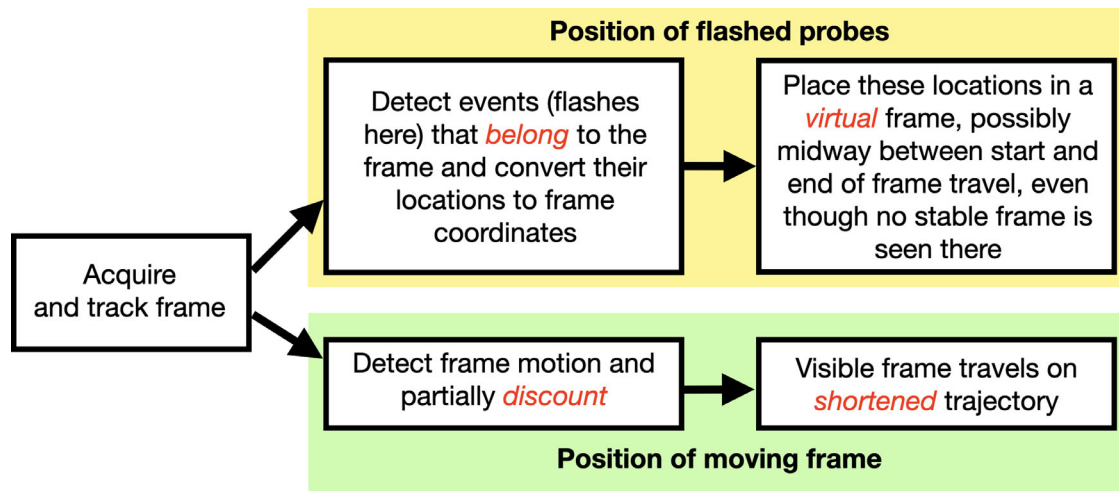 Position of flashed probes
Detect events (flashes
here) that belong to the
frame and convert their
locations to frame
coordinates
Place these locations in a
virtual frame, possibly
midway between start and
end of frame travel, even
though no stable frame is
seen there
Acquire
and track frame
Detect frame motion and
partially discount
Visible frame travels on
shortened trajectory
Position of moving frame